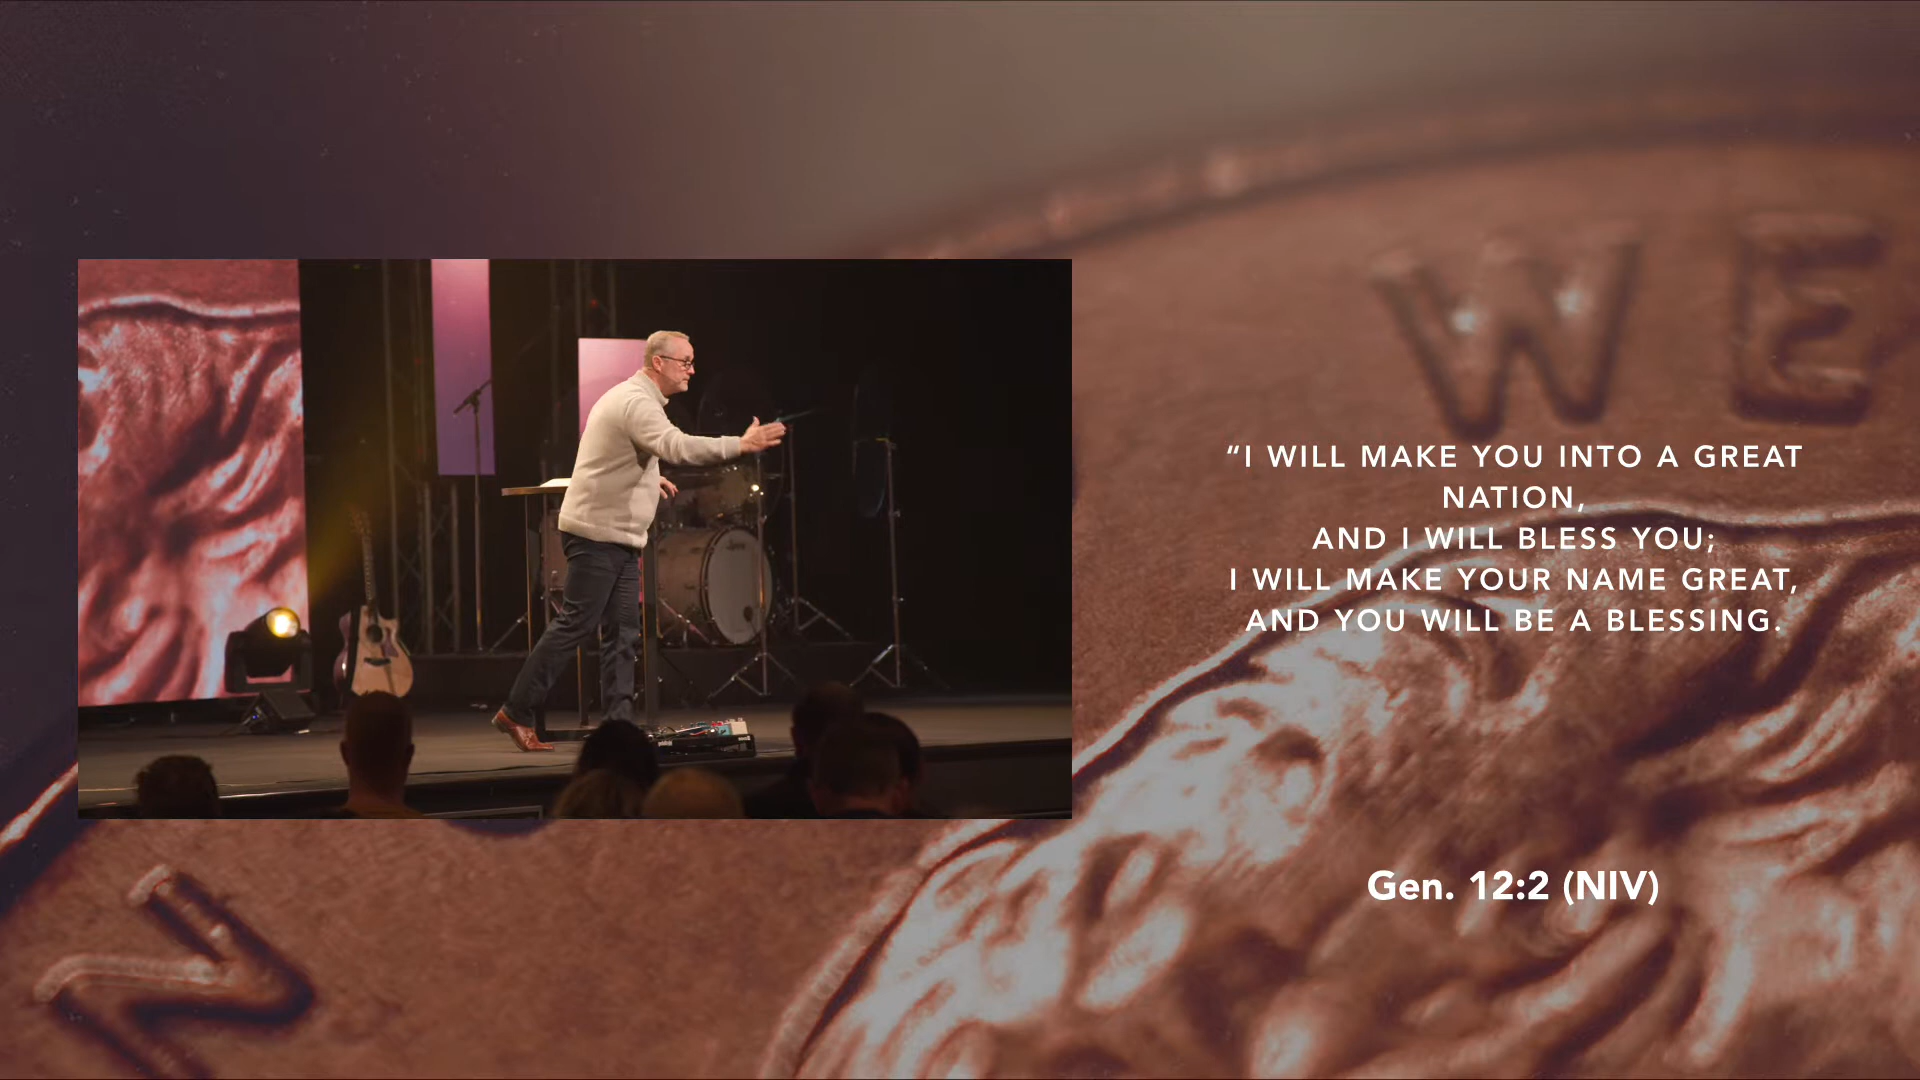 WE
“I WILL MAKE YOU INTO A GREAT
NATION,
AND I WILL BLESS YOU;
I WILL MAKE YOUR NAME GREAT,
AND YOU WILL BE A BLESSING.
Gen. 12:2 (NIV)
N